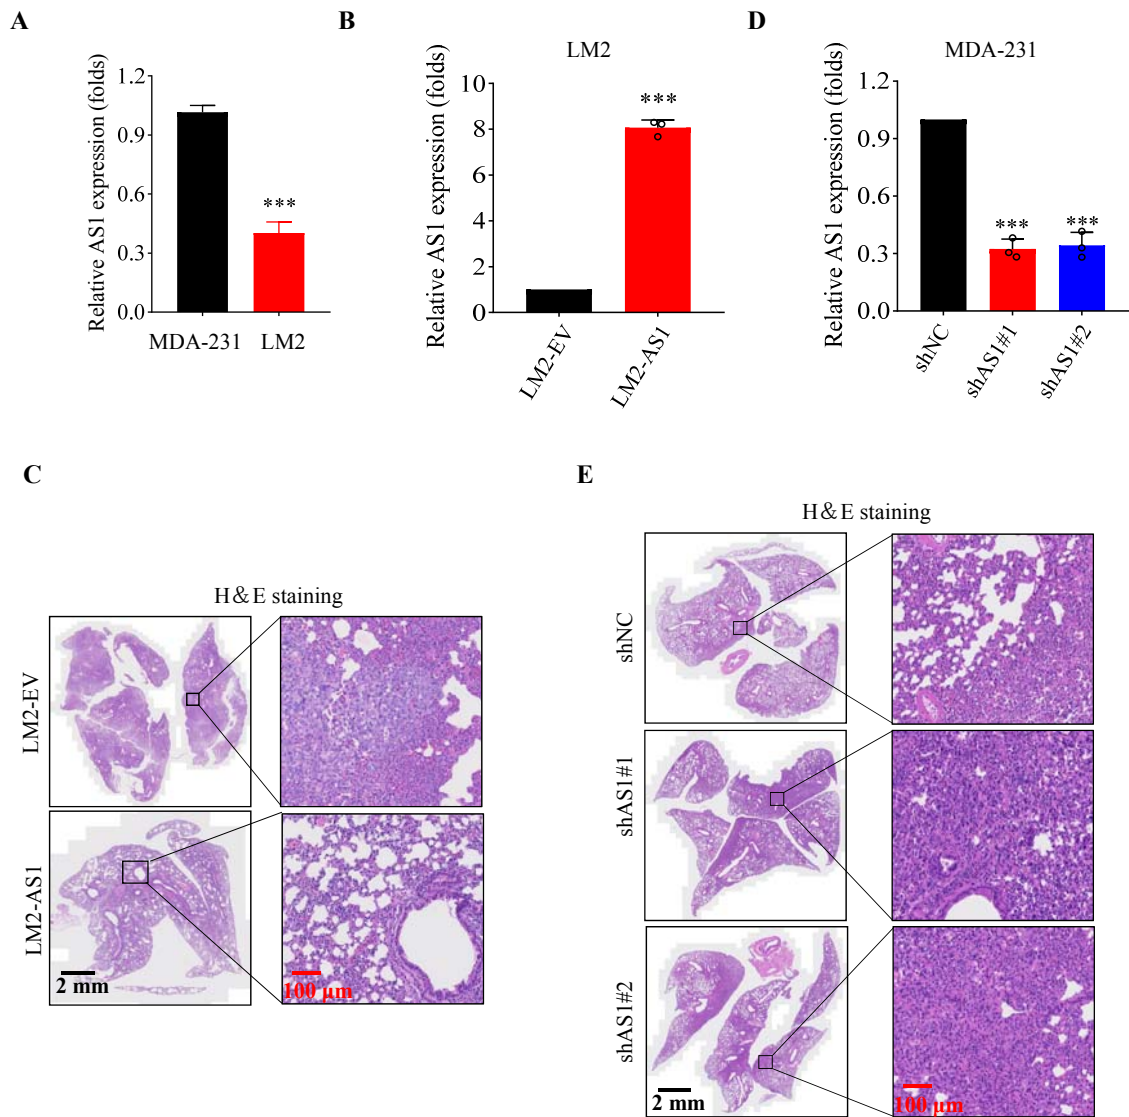 A
Relative AS1 expression (folds)
1.2
0.9
0.6
0.3
0.0
***
MDA-231 LM2
B
LM2
Relative AS1 expression (folds)
10
8
6
4
2
0
***
LM2-EV
LM2-AS1
D
MDA-231
Relative AS1 expression (folds)
1.2
0.9
0.6
0.3
0.0
*** ***
shNC
shAS1#1
shAS1#2
C
H&E staining
LM2-EV
LM2-AS1
2 mm
100 μm
E
H&E staining
shNC
shAS1#1
shAS1#2
2 mm
100 μm